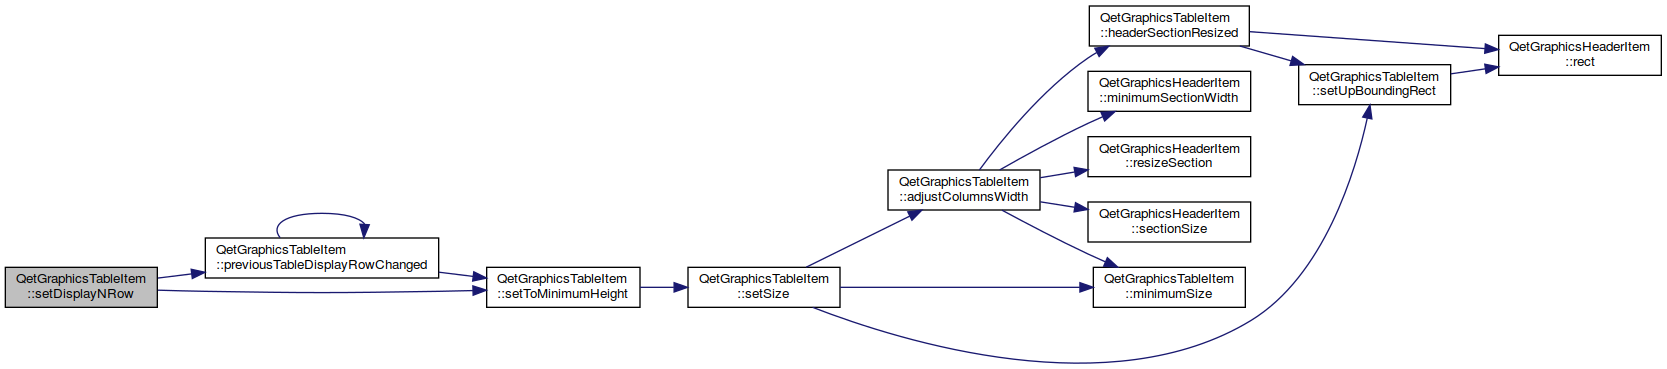 QetGraphicsTableItem
::setDisplayNRow
QetGraphicsTableItem
::previousTableDisplayRowChanged
QetGraphicsTableItem
::setToMinimumHeight
QetGraphicsTableItem
::setSize
QetGraphicsTableItem
::adjustColumnsWidth
QetGraphicsTableItem
::headerSectionResized
QetGraphicsHeaderItem
::minimumSectionWidth
QetGraphicsHeaderItem
::resizeSection
QetGraphicsHeaderItem
::sectionSize
QetGraphicsTableItem
::minimumSize
QetGraphicsTableItem
::setUpBoundingRect
QetGraphicsHeaderItem
::rect